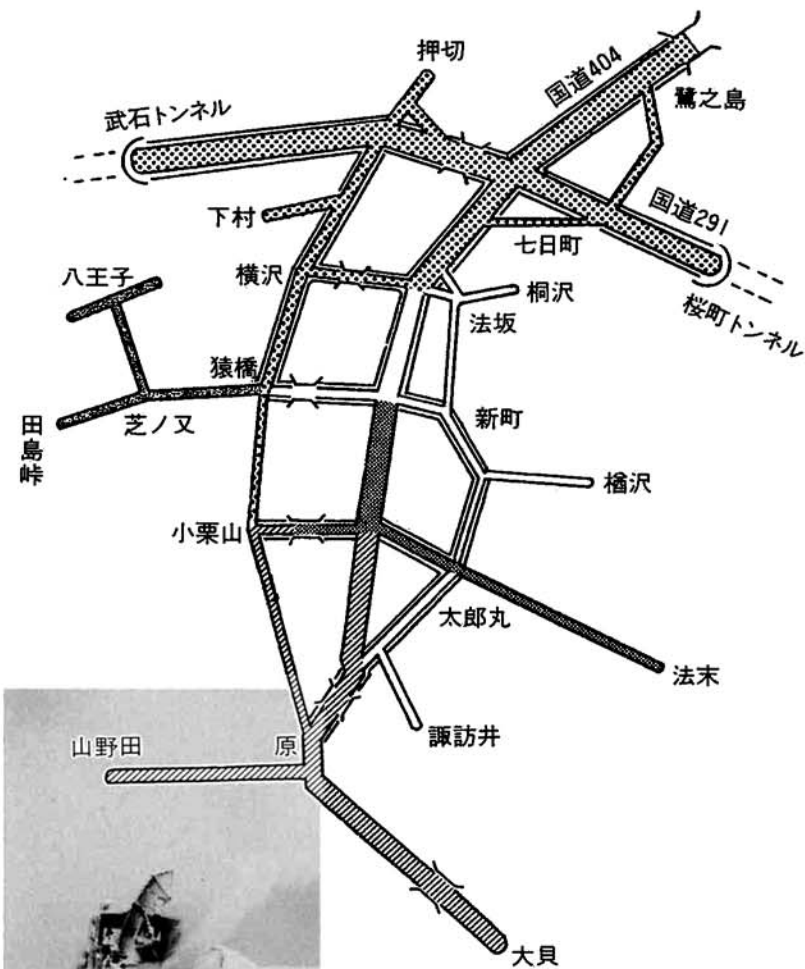 押切
国道404
鷺之島
武石トンネル
国道291
下村
七日町
横沢
八王子
桐沢
法坂
桜町トンネル
猿橋
新町
田島峠
芝ノ又
楢沢
小栗山
太郎丸
法末
諏訪井
山野田
原
大貝